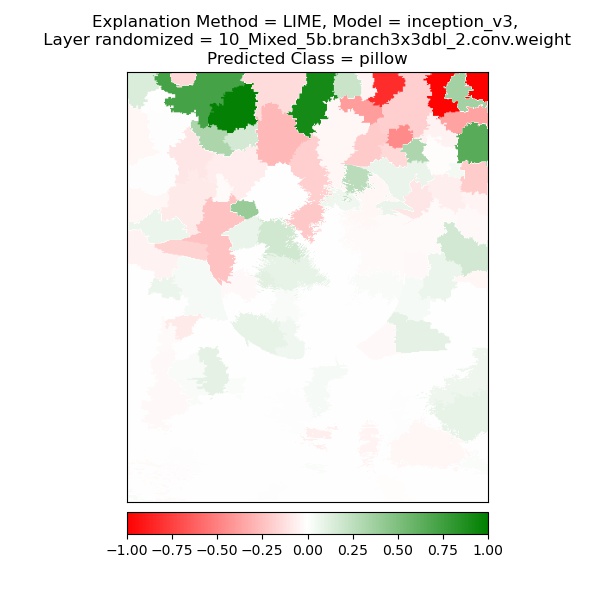 Explanation Method = LIME, Model = inception_v3,
Layer randomized = 10_Mixed_5b.branch3x3dbl_2.conv.weight
Predicted Class = pillow
−1.00 −0.75 −0.50 −0.25 0.00 0.25 0.50 0.75 1.00